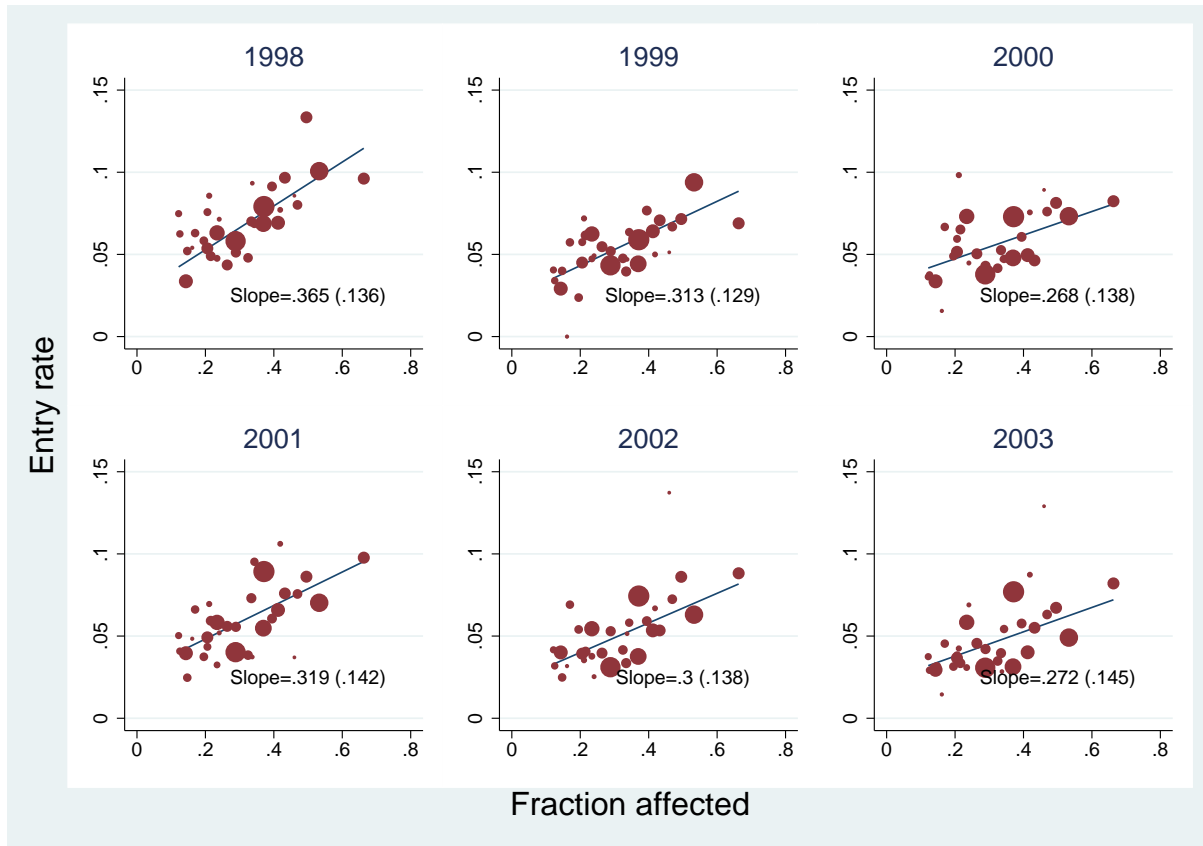 1998
1999
2000
.15
.1
.05
0
Slope=.365 (.136)
0 .2 .4 .6 .8
.15
.1
.05
0
Slope=.313 (.129)
0 .2 .4 .6 .8
.15
.1
.05
0
Slope=.268 (.138)
0 .2 .4 .6 .8
Entry rate
2001
2002
2003
.15
.1
.05
0
Slope=.319 (.142)
0 .2 .4 .6 .8
.15
.1
.05
0
Slope=.3 (.138)
0 .2 .4 .6 .8
.15
.1
.05
0
Slope=.272 (.145)
0 .2 .4 .6 .8
Fraction affected